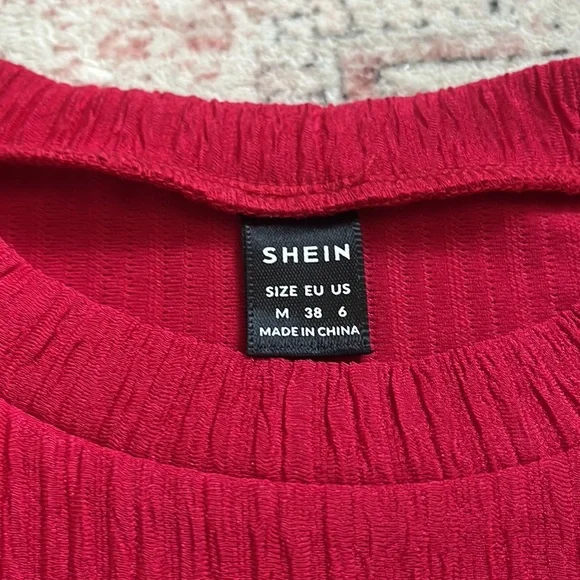 SHEIN
SIZE EU US
M 38 6
MADE IN CHINA